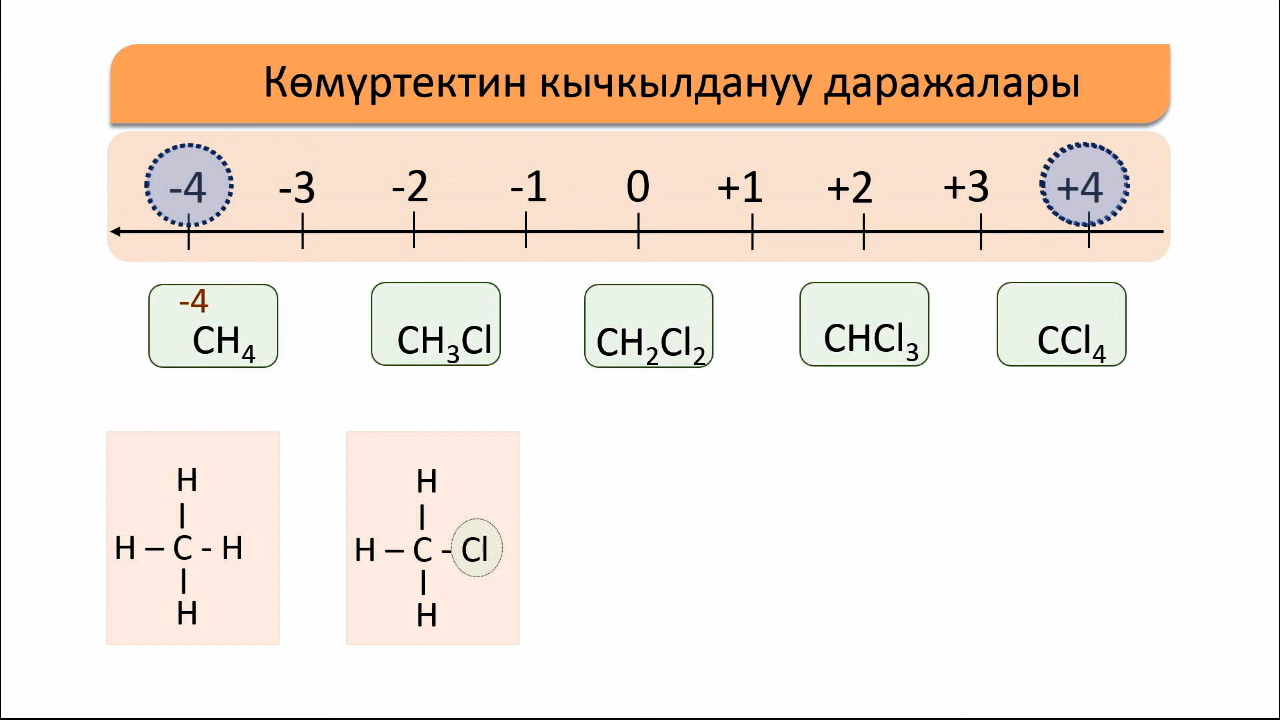 Көмүртектин кычкылдануу даражалары
-4 -3 -2 -1 0 +1 +2 +3 +4
-4
CH₄ CH₃Cl CH₂Cl₂ CHCl₃ CCl₄
H H
H – C - H H – C - Cl
H H